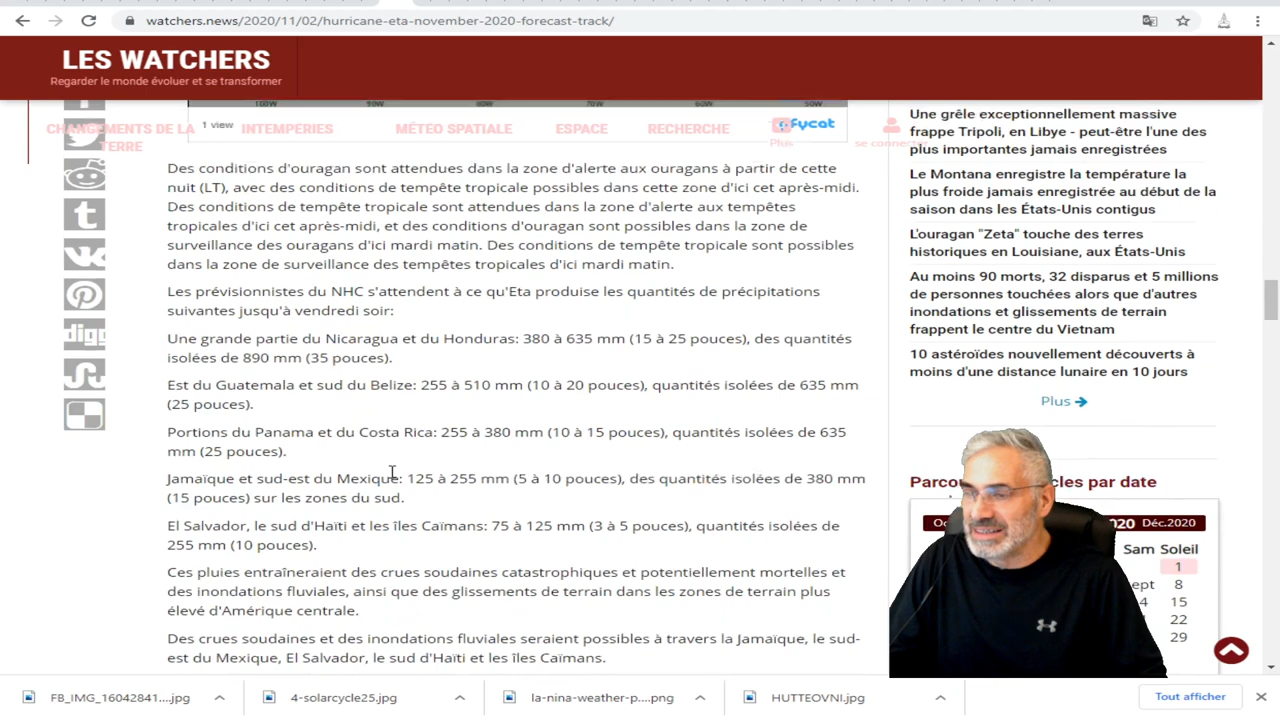 watchers.news/2020/11/02/hurricane-eta-november-2020-forecast-track/
LES WATCHERS
Regarder le monde évoluer et se transformer
CHANGEMENTS DE LA TERRE
INTEMPERIES
MÉTEO SPATIALE
ESPACE
RECHERCHE
Plus
se connecter
100W 90W 80W 70W 60W 50W
1 view
gfycat
Des conditions d'ouragan sont attendues dans la zone d'alerte aux ouragans à partir de cette
nuit (LT), avec des conditions de tempête tropicale possibles dans cette zone d'ici cet après-midi.
Des conditions de tempête tropicale sont attendues dans la zone d'alerte aux tempêtes
tropicales d'ici cet après-midi, et des conditions d'ouragan sont possibles dans la zone de
surveillance des ouragans d'ici mardi matin. Des conditions de tempête tropicale sont possibles
dans la zone de surveillance des tempêtes tropicales d'ici mardi matin.
Les prévisionnistes du NHC s'attendent à ce qu'Eta produise les quantités de précipitations
suivantes jusqu'à vendredi soir:
Une grande partie du Nicaragua et du Honduras: 380 à 635 mm (15 à 25 pouces), des quantités
isolées de 890 mm (35 pouces).
Est du Guatemala et sud du Belize: 255 à 510 mm (10 à 20 pouces), quantités isolées de 635 mm
(25 pouces).
Portions du Panama et du Costa Rica: 255 à 380 mm (10 à 15 pouces), quantités isolées de 635
mm (25 pouces).
Jamaïque et sud-est du Mexique: 125 à 255 mm (5 à 10 pouces), des quantités isolées de 380 mm
(15 pouces) sur les zones du sud.
El Salvador, le sud d'Haïti et les îles Caïmans: 75 à 125 mm (3 à 5 pouces), quantités isolées de
255 mm (10 pouces).
Ces pluies entraîneraient des crues soudaines catastrophiques et potentiellement mortelles et
des inondations fluviales, ainsi que des glissements de terrain dans les zones de terrain plus
élevé d'Amérique centrale.
Des crues soudaines et des inondations fluviales seraient possibles à travers la Jamaïque, le sud-
est du Mexique, El Salvador, le sud d'Haïti et les îles Caïmans.
digg
Une grêle exceptionnellement massive
frappe Tripoli, en Libye - peut-être l'une des
plus importantes jamais enregistrées
Le Montana enregistre la température la
plus froide jamais enregistrée au début de la
saison dans les États-Unis contigus
L'ouragan "Zeta" touche des terres
historiques en Louisiane, aux États-Unis
Au moins 90 morts, 32 disparus et 5 millions
de personnes touchées alors que d'autres
inondations et glissements de terrain
frappent le centre du Vietnam
10 astéroïdes nouvellement découverts à
moins d'une distance lunaire en 10 jours
Plus
par date
2020 Déc.2020
Sam Soleil
1
8
15
22
29
FB_IMG_16042841....jpg
4-solarcycle25.jpg
la-nina-weather-p....png
HUTTEOVNI.jpg
Tout afficher